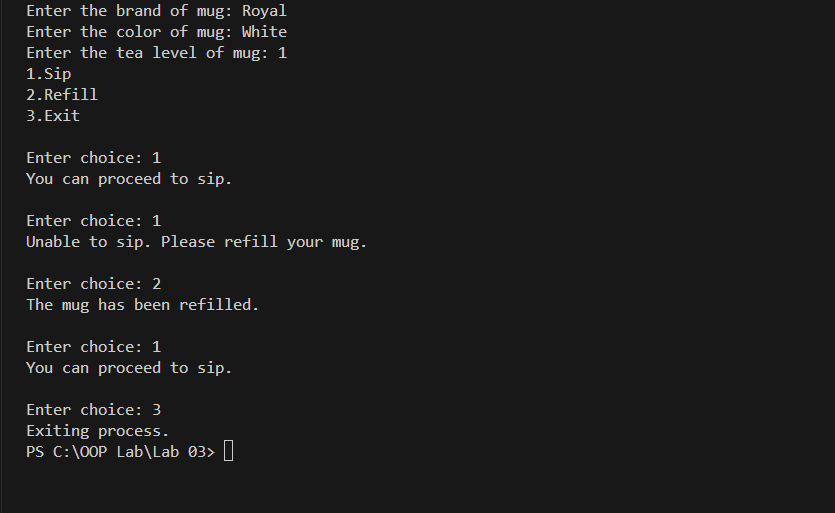 Enter the brand of mug: Royal
Enter the color of mug: White
Enter the tea level of mug: 1
1.Sip
2.Refill
3.Exit
Enter choice: 1
You can proceed to sip.
Enter choice: 1
Unable to sip. Please refill your mug.
Enter choice: 2
The mug has been refilled.
Enter choice: 1
You can proceed to sip.
Enter choice: 3
Exiting process.
PS C:\OOP Lab\Lab 03>